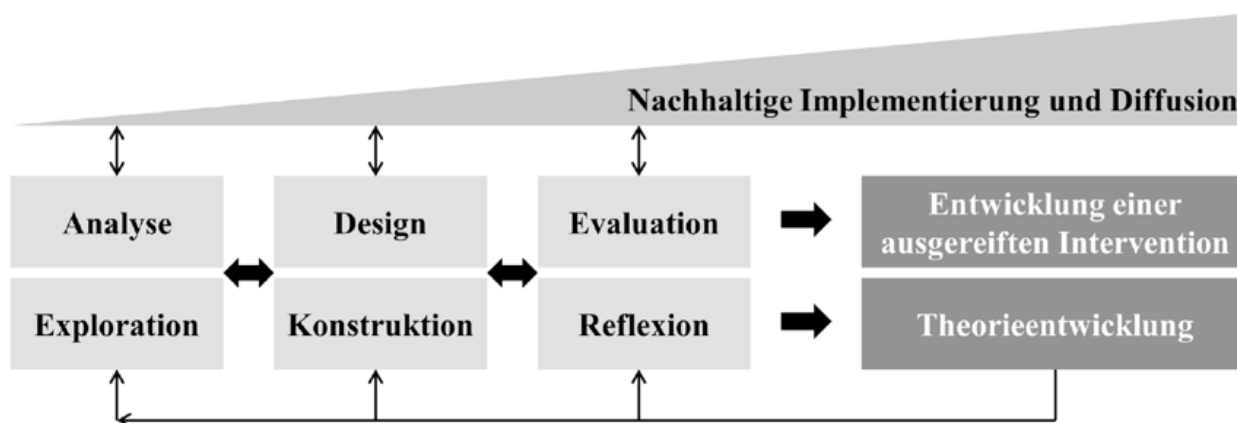 Nachhaltige Implementierung und Diffusion
Analyse
Design
Evaluation
Entwicklung einer
ausgereiften Intervention
Exploration
Konstruktion
Reflexion
Theorieentwicklung